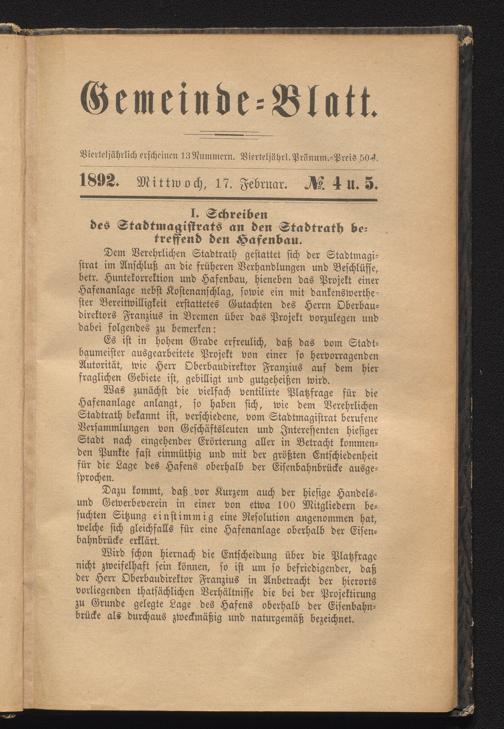 Gemeinde-Blatt.
Vierteljährlich erscheinen 13 Nummern. Vierteljährl. Pränum.-Preis 50 ₰.
1892. Mittwoch, 17. Februar. №. 4 u. 5.
I. Schreiben
des Stadtmagistrats an den Stadtrath be-
treffend den Hafenbau.
Dem Verehrlichen Stadtrath gestattet sich der Stadtmagi-
strat im Anschluß an die früheren Verhandlungen und Beschlüsse,
betr. Huntekorrektion und Hafenbau, hieneben das Projekt einer
Hafenanlage nebst Kostenanschlag, sowie ein mit dankenswerthe-
ster Bereitwilligkeit erstattetes Gutachten des Herrn Oberbau-
direktors Franzius in Bremen über das Projekt vorzulegen und
dabei folgendes zu bemerken:
Es ist in hohem Grade erfreulich, daß das vom Stadt-
baumeister ausgearbeitete Projekt von einer so hervorragenden
Autorität, wie Herr Oberbaudirektor Franzius auf dem hier
fraglichen Gebiete ist, gebilligt und gutgeheißen wird.
Was zunächst die vielfach ventilirte Platzfrage für die
Hafenanlage anlangt, so haben sich, wie dem Verehrlichen
Stadtrath bekannt ist, verschiedene, vom Stadtmagistrat berufene
Versammlungen von Geschäftsleuten und Interessenten hiesiger
Stadt nach eingehender Erörterung aller in Betracht kommen-
den Punkte fast einmüthig und mit der größten Entschiedenheit
für die Lage des Hafens oberhalb der Eisenbahnbrücke ausge-
sprochen.
Dazu kommt, daß vor Kurzem auch der hiesige Handels-
und Gewerbeverein in einer von etwa 100 Mitgliedern be-
suchten Sitzung einstimmig eine Resolution angenommen hat,
welche sich gleichfalls für eine Hafenanlage oberhalb der Eisen-
bahnbrücke erklärt.
Wird schon hiernach die Entscheidung über die Platzfrage
nicht zweifelhaft sein können, so ist um so befriedigender, daß
der Herr Oberbaudirektor Franzius in Anbetracht der hierorts
vorliegenden thatsächlichen Verhältnisse die bei der Projektirung
zu Grunde gelegte Lage des Hafens oberhalb der Eisenbahn-
brücke als durchaus zweckmäßig und naturgemäß bezeichnet.